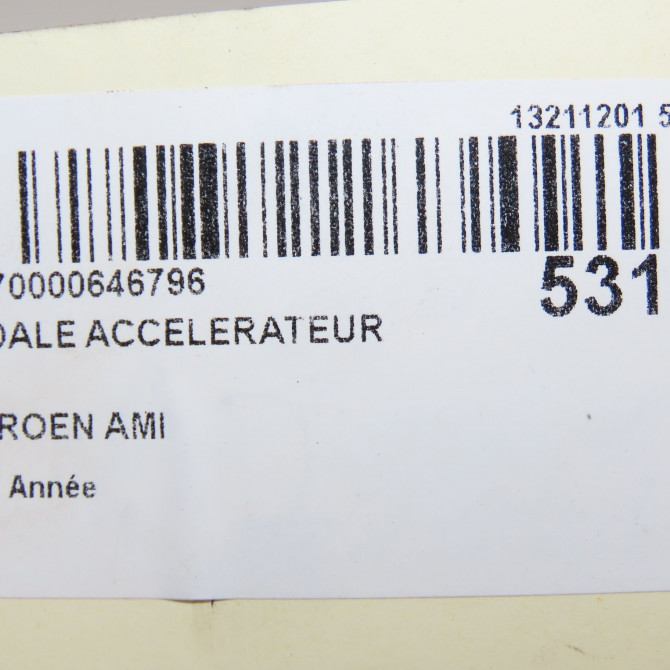 13211201 5
70000646796
531
DALE ACCELERATEUR
ROEN AMI
Année